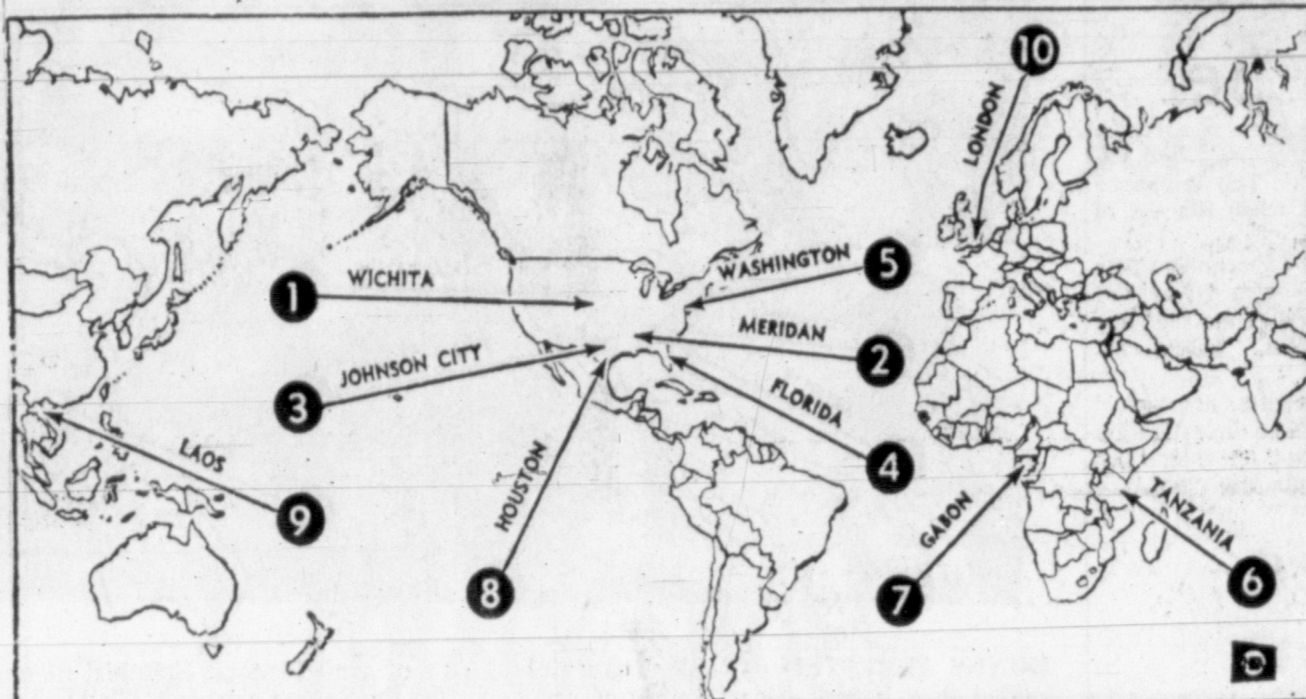 10
LONDON
1
WICHITA
WASHINGTON
5
MERIDAN
2
3
JOHNSON CITY
FLORIDA
4
LAOS
9
HOUSTON
8
GABON
7
TANZANIA
6